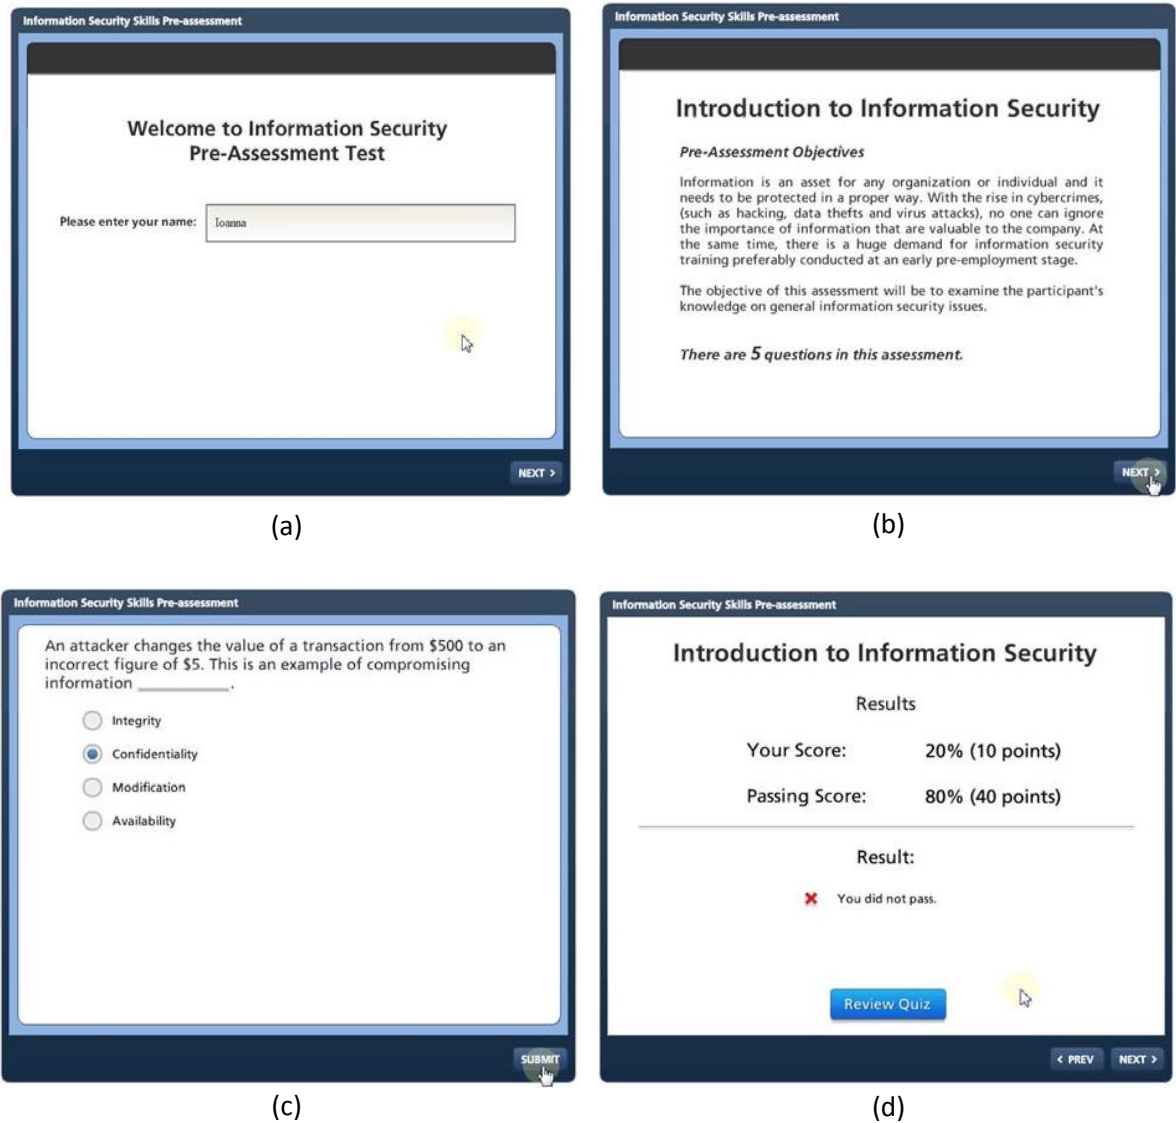 Information Security Skills Pre-assessment
Welcome to Information Security
Pre-Assessment Test
Please enter your name:
Ioanna
NEXT >
(a)
Information Security Skills Pre-assessment
Introduction to Information Security
Pre-Assessment Objectives
Information is an asset for any organization or individual and it
needs to be protected in a proper way. With the rise in cybercrimes,
(such as hacking, data thefts and virus attacks), no one can ignore
the importance of information that are valuable to the company. At
the same time, there is a huge demand for information security
training preferably conducted at an early pre-employment stage.
The objective of this assessment will be to examine the participant's
knowledge on general information security issues.
There are 5 questions in this assessment.
NEXT >
(b)
Information Security Skills Pre-assessment
An attacker changes the value of a transaction from $500 to an
incorrect figure of $5. This is an example of compromising
information __________.
Integrity
Confidentiality
Modification
Availability
SUBMIT
(c)
Information Security Skills Pre-assessment
Introduction to Information Security
Results
Your Score: 20% (10 points)
Passing Score: 80% (40 points)
Result:
You did not pass.
Review Quiz
< PREV NEXT >
(d)